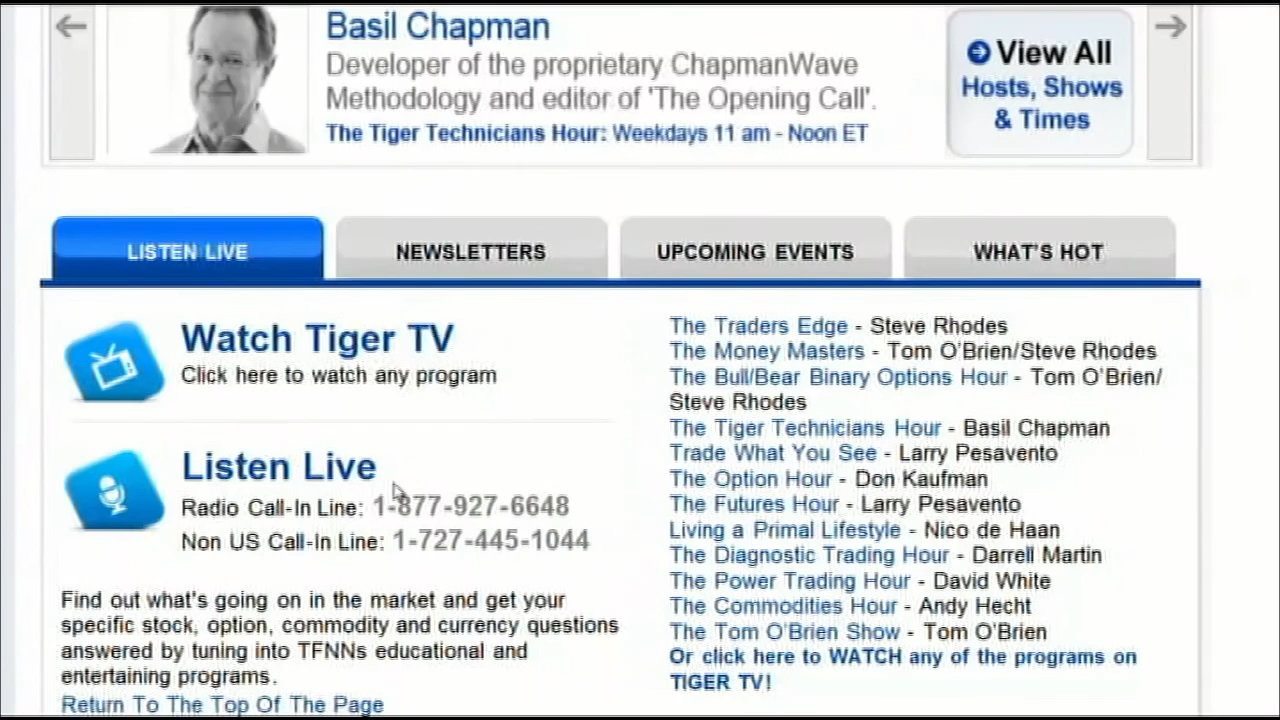 Basil Chapman
Developer of the proprietary ChapmanWave
Methodology and editor of 'The Opening Call'.
The Tiger Technicians Hour: Weekdays 11 am - Noon ET
View All
Hosts, Shows
& Times
LISTEN LIVE
NEWSLETTERS
UPCOMING EVENTS
WHAT'S HOT
Watch Tiger TV
Click here to watch any program
Listen Live
Radio Call-In Line: 1-877-927-6648
Non US Call-In Line: 1-727-445-1044
Find out what's going on in the market and get your
specific stock, option, commodity and currency questions
answered by tuning into TFNNs educational and
entertaining programs.
Return To The Top Of The Page
The Traders Edge - Steve Rhodes
The Money Masters - Tom O'Brien/Steve Rhodes
The Bull/Bear Binary Options Hour - Tom O'Brien/
Steve Rhodes
The Tiger Technicians Hour - Basil Chapman
Trade What You See - Larry Pesavento
The Option Hour - Don Kaufman
The Futures Hour - Larry Pesavento
Living a Primal Lifestyle - Nico de Haan
The Diagnostic Trading Hour - Darrell Martin
The Power Trading Hour - David White
The Commodities Hour - Andy Hecht
The Tom O'Brien Show - Tom O'Brien
Or click here to WATCH any of the programs on
TIGER TV!